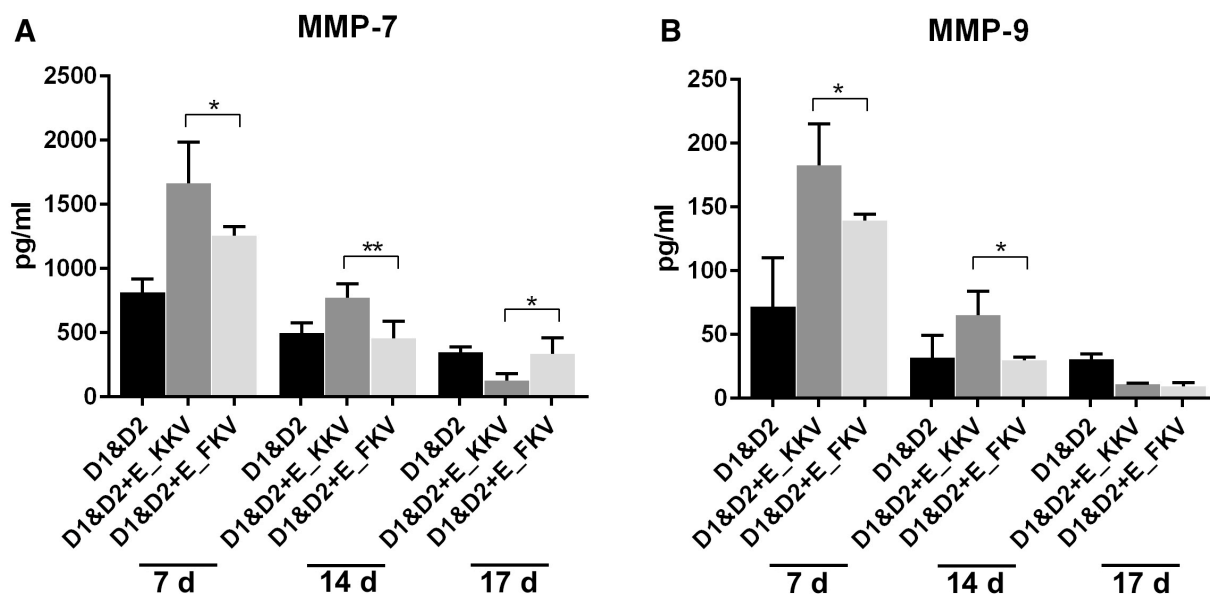 A
MMP-7
2500
2000
1500
1000
500
0
pg/ml
*
**
*
D1&D2
D1&D2+E_KKV
D1&D2+E_FKV
D1&D2
D1&D2+E_KKV
D1&D2+E_FKV
D1&D2
D1&D2+E_KKV
D1&D2+E_FKV
7 d
14 d
17 d
B
MMP-9
250
200
150
100
50
0
pg/ml
*
*
D1&D2
D1&D2+E_KKV
D1&D2+E_FKV
D1&D2
D1&D2+E_KKV
D1&D2+E_FKV
D1&D2
D1&D2+E_KKV
D1&D2+E_FKV
7 d
14 d
17 d